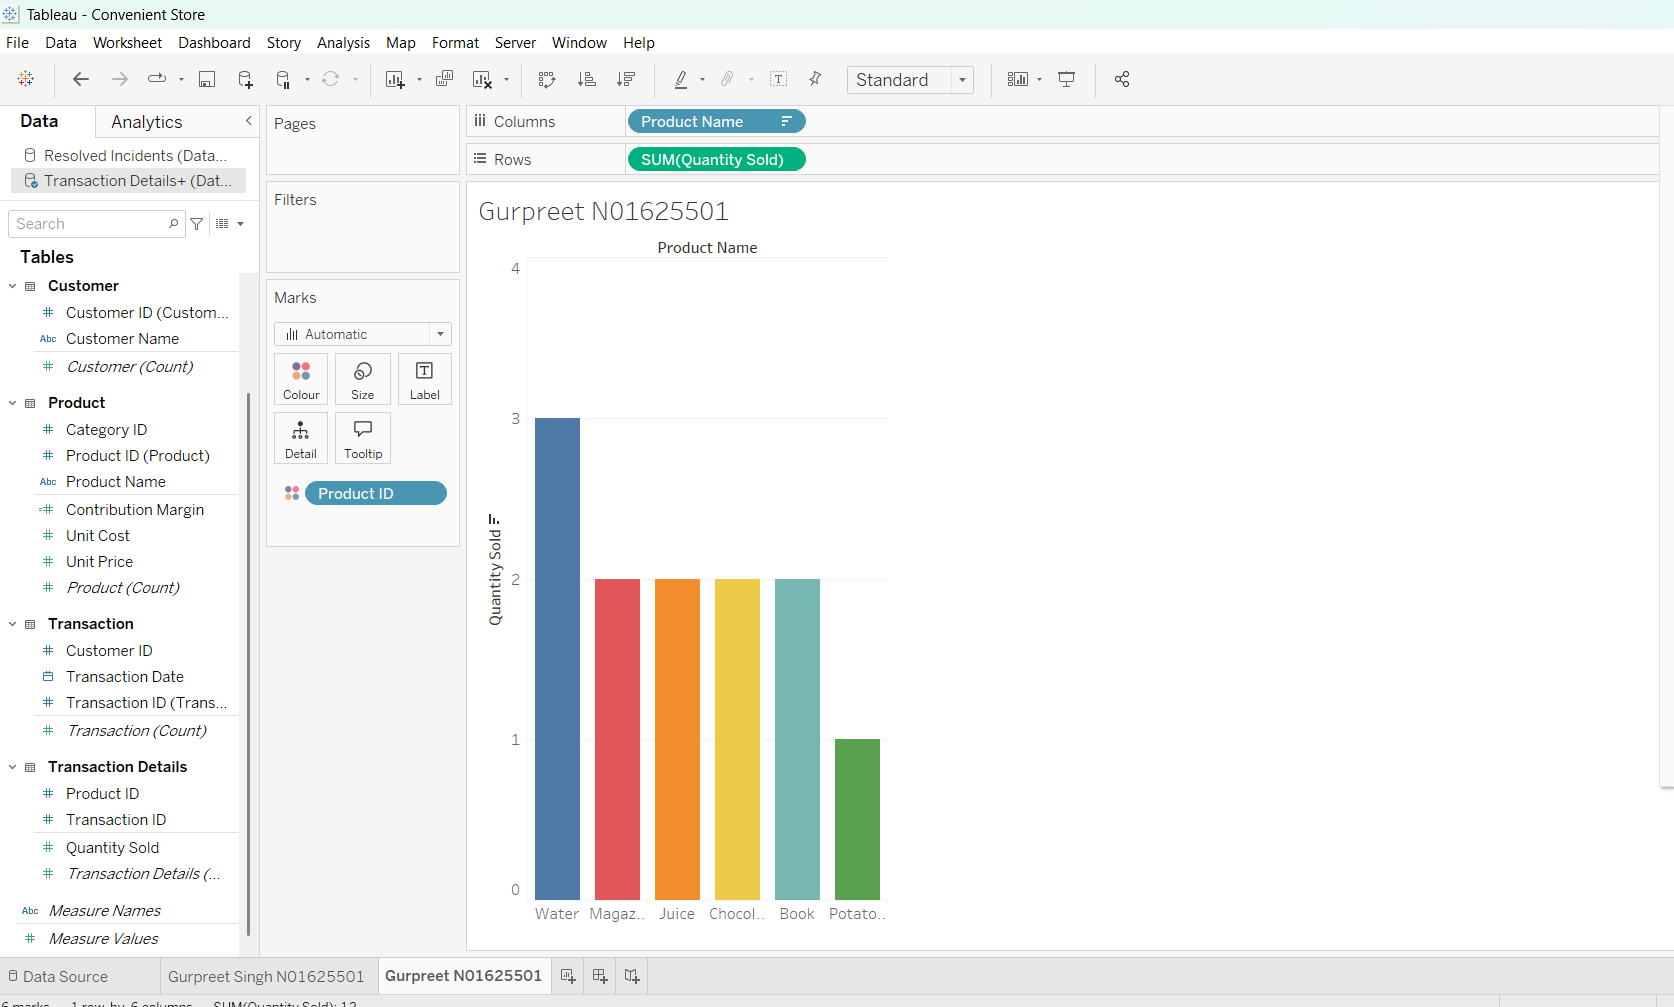 Tableau - Convenient Store
File Data Worksheet Dashboard Story Analysis Map Format Server Window Help
Standard
Data Analytics
Resolved Incidents (Data...
Transaction Details+ (Dat...
Search
Tables
Customer
# Customer ID (Custom...
Abc Customer Name
# Customer (Count)
Product
# Category ID
# Product ID (Product)
Abc Product Name
=# Contribution Margin
# Unit Cost
# Unit Price
# Product (Count)
Transaction
# Customer ID
Transaction Date
# Transaction ID (Trans...
# Transaction (Count)
Transaction Details
# Product ID
# Transaction ID
# Quantity Sold
# Transaction Details (...
Abc Measure Names
# Measure Values
Pages
Filters
Marks
Automatic
Colour Size Label
Detail Tooltip
Product ID
Columns Product Name
Rows SUM(Quantity Sold)
Gurpreet N01625501
Product Name
4
3
2
1
0
Quantity Sold
Water Magaz.. Juice Chocol.. Book Potato..
Data Source Gurpreet Singh N01625501 Gurpreet N01625501
6 marks 1 row by 6 columns SUM(Quantity Sold): 12